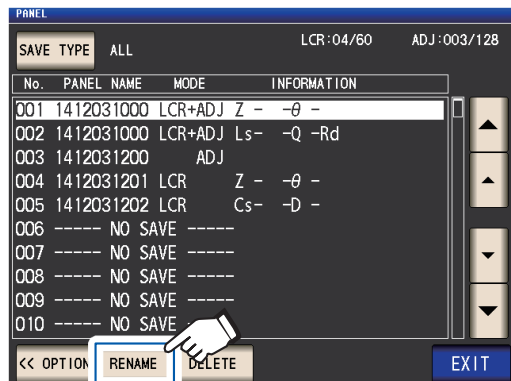 PANEL
SAVE TYPE ALL LCR:04/60 ADJ:003/128
No. PANEL NAME MODE INFORMATION
001 1412031000 LCR+ADJ Z - -θ -
002 1412031000 LCR+ADJ Ls- -Q -Rd
003 1412031200 ADJ
004 1412031201 LCR Z - -θ -
005 1412031202 LCR Cs- -D -
006 ----- NO SAVE -----
007 ----- NO SAVE -----
008 ----- NO SAVE -----
009 ----- NO SAVE -----
010 ----- NO SAVE -----
<< OPTION RENAME DELETE EXIT